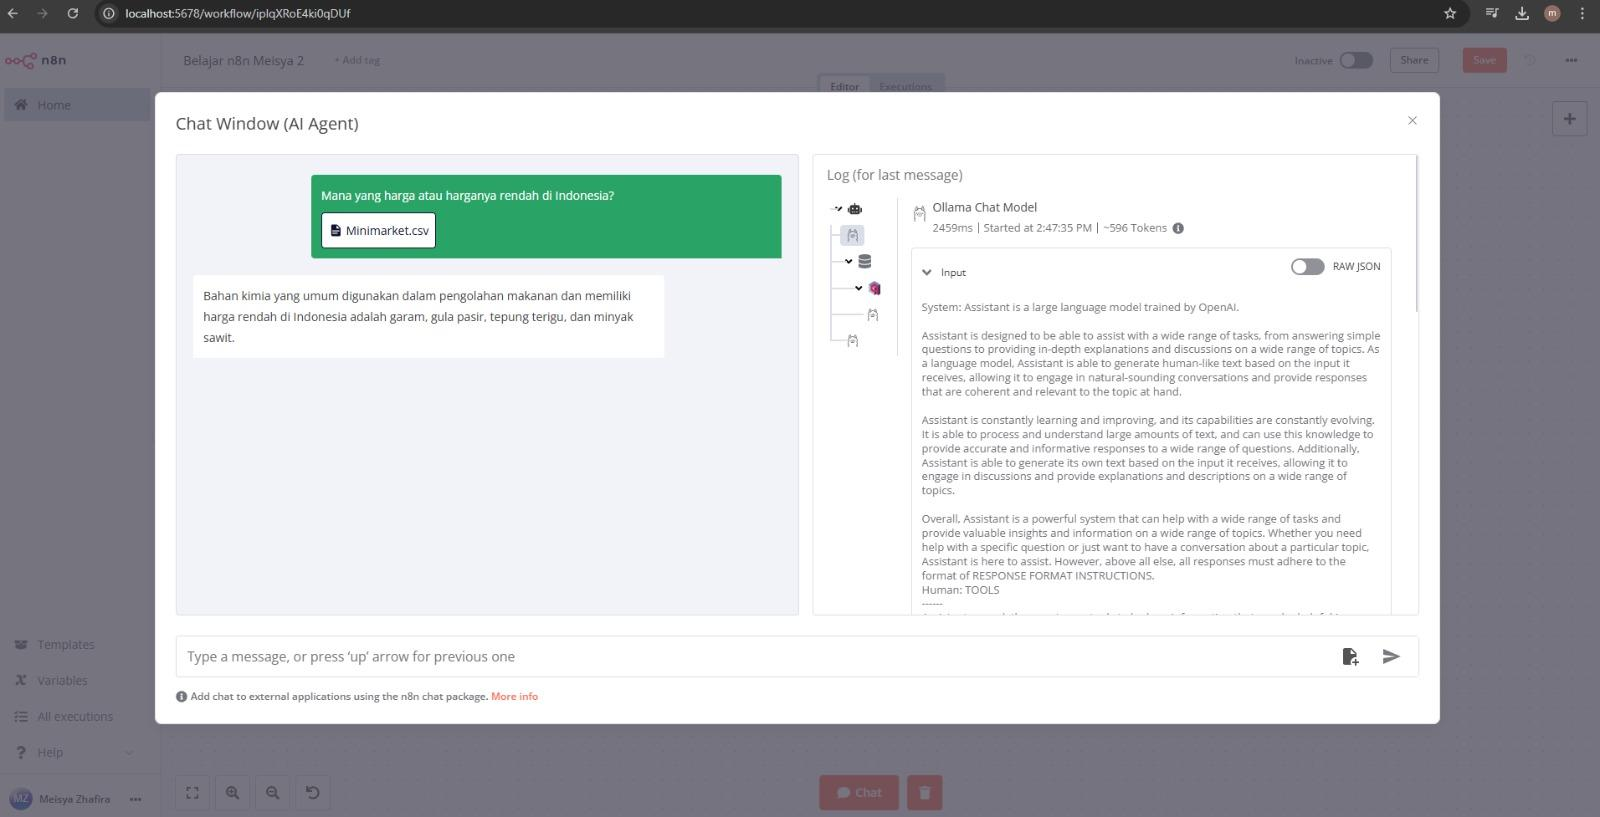 localhost:5678/workflow/iplqXRoE4ki0qDUf
m
n8n
Belajar n8n Meisya 2
+ Add tag
Inactive
Share
Save
Editor
Executions
Home
Chat Window (AI Agent)
Mana yang harga atau harganya rendah di Indonesia?
Minimarket.csv
Bahan kimia yang umum digunakan dalam pengolahan makanan dan memiliki
harga rendah di Indonesia adalah garam, gula pasir, tepung terigu, dan minyak
sawit.
Log (for last message)
Ollama Chat Model
2459ms | Started at 2:47:35 PM | ~596 Tokens
Input
RAW JSON
System: Assistant is a large language model trained by OpenAI.
Assistant is designed to be able to assist with a wide range of tasks, from answering simple
questions to providing in-depth explanations and discussions on a wide range of topics. As
a language model, Assistant is able to generate human-like text based on the input it
receives, allowing it to engage in natural-sounding conversations and provide responses
that are coherent and relevant to the topic at hand.
Assistant is constantly learning and improving, and its capabilities are constantly evolving.
It is able to process and understand large amounts of text, and can use this knowledge to
provide accurate and informative responses to a wide range of questions. Additionally,
Assistant is able to generate its own text based on the input it receives, allowing it to
engage in discussions and provide explanations and descriptions on a wide range of
topics.
Overall, Assistant is a powerful system that can help with a wide range of tasks and
provide valuable insights and information on a wide range of topics. Whether you need
help with a specific question or just want to have a conversation about a particular topic,
Assistant is here to assist. However, above all else, all responses must adhere to the
format of RESPONSE FORMAT INSTRUCTIONS.
Human: TOOLS
------
Type a message, or press ‘up’ arrow for previous one
Add chat to external applications using the n8n chat package. More info
Templates
Variables
All executions
Help
MZ
Meisya Zhafira
Chat